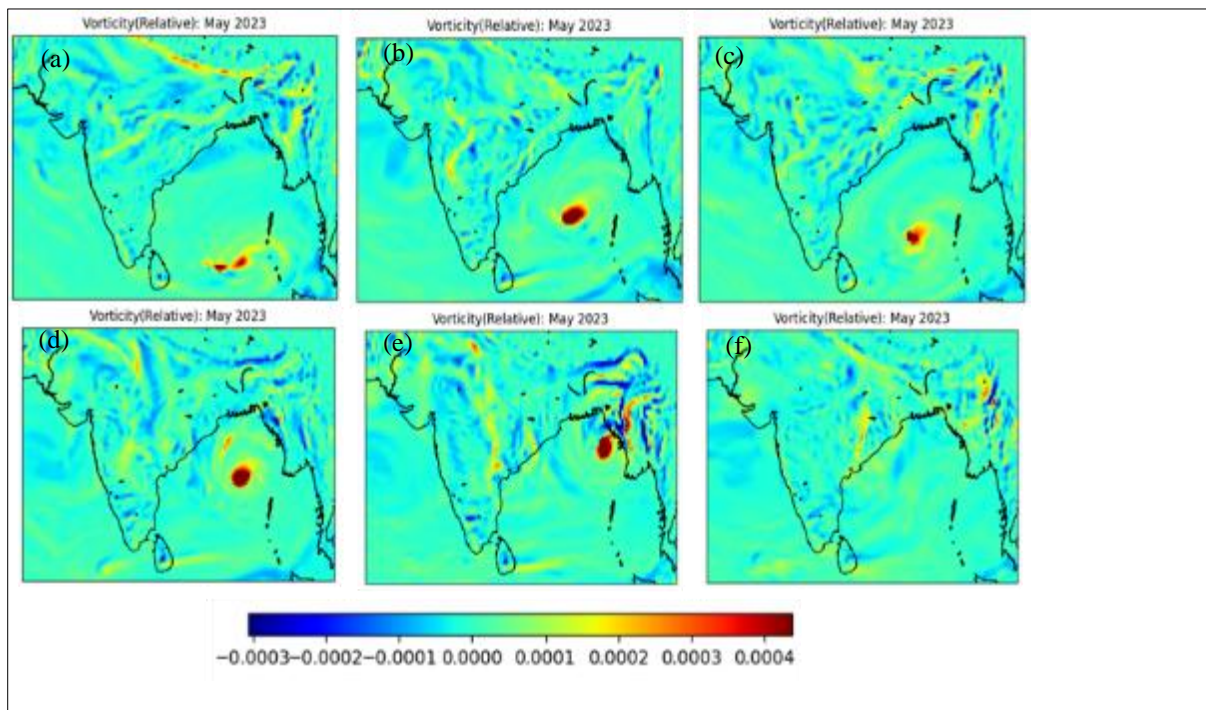 Vorticity(Relative): May 2023
(a)
Vorticity(Relative): May 2023
(b)
Vorticity(Relative): May 2023
(c)
Vorticity(Relative): May 2023
(d)
Vorticity(Relative): May 2023
(e)
Vorticity(Relative): May 2023
(f)
−0.0003 −0.0002 −0.0001 0.0000 0.0001 0.0002 0.0003 0.0004